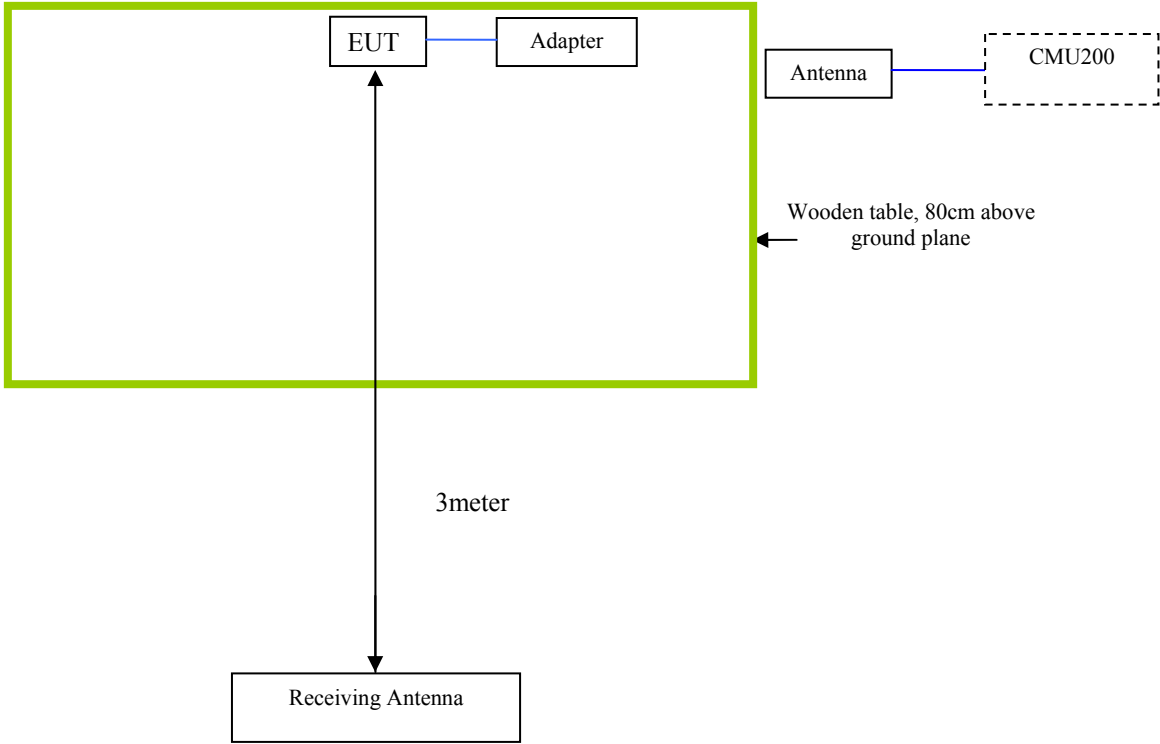 EUT
Adapter
Antenna
CMU200
Wooden table, 80cm above
ground plane
3meter
Receiving Antenna